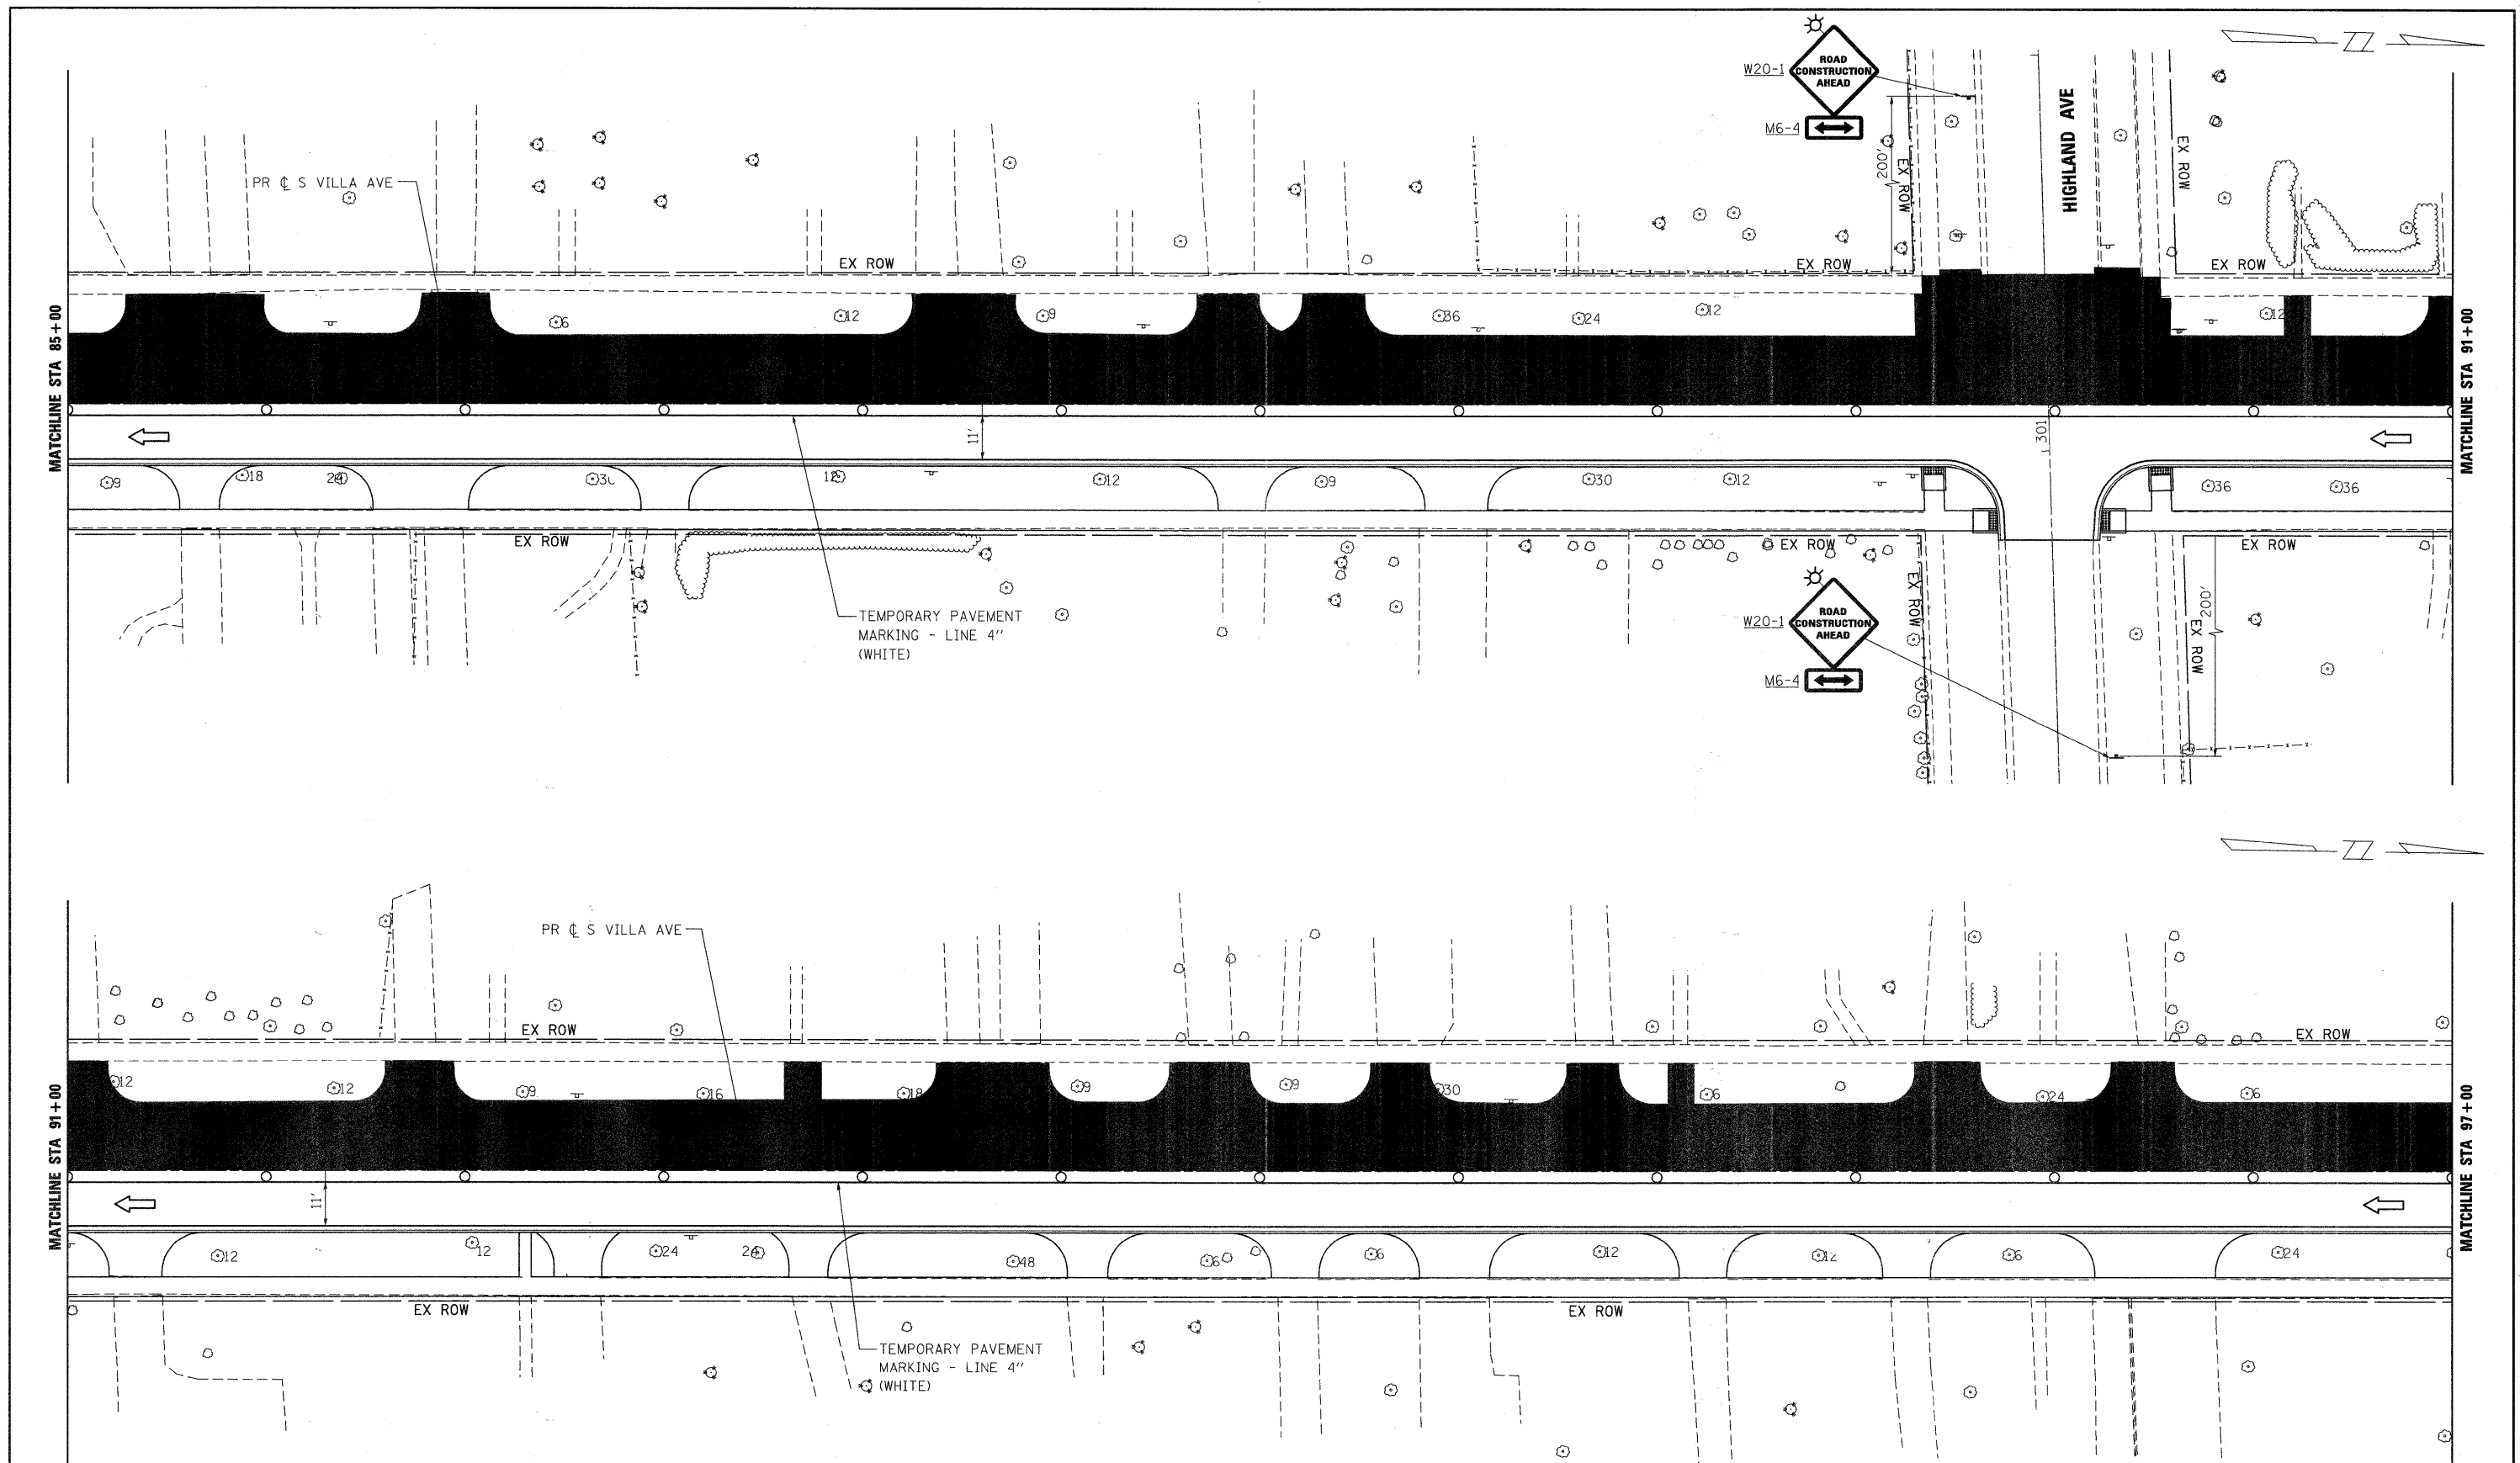 W20-1
ROAD
CONSTRUCTION
AHEAD
M6-4
200'
EX ROW
HIGHLAND AVE
EX ROW
PR ℄ S VILLA AVE
EX ROW
EX ROW
EX ROW
6
12
9
36
24
12
12
MATCHLINE STA 85+00
MATCHLINE STA 91+00
11'
301
9
18
24
12
12
9
30
12
36
36
EX ROW
EX ROW
EX ROW
TEMPORARY PAVEMENT
MARKING - LINE 4"
(WHITE)
W20-1
ROAD
CONSTRUCTION
AHEAD
M6-4
EX ROW
EX ROW
200'
PR ℄ S VILLA AVE
EX ROW
EX ROW
12
12
9
16
18
9
9
30
6
24
6
MATCHLINE STA 91+00
MATCHLINE STA 97+00
11'
12
12
24
24
48
6
6
12
6
24
EX ROW
EX ROW
TEMPORARY PAVEMENT
MARKING - LINE 4"
(WHITE)